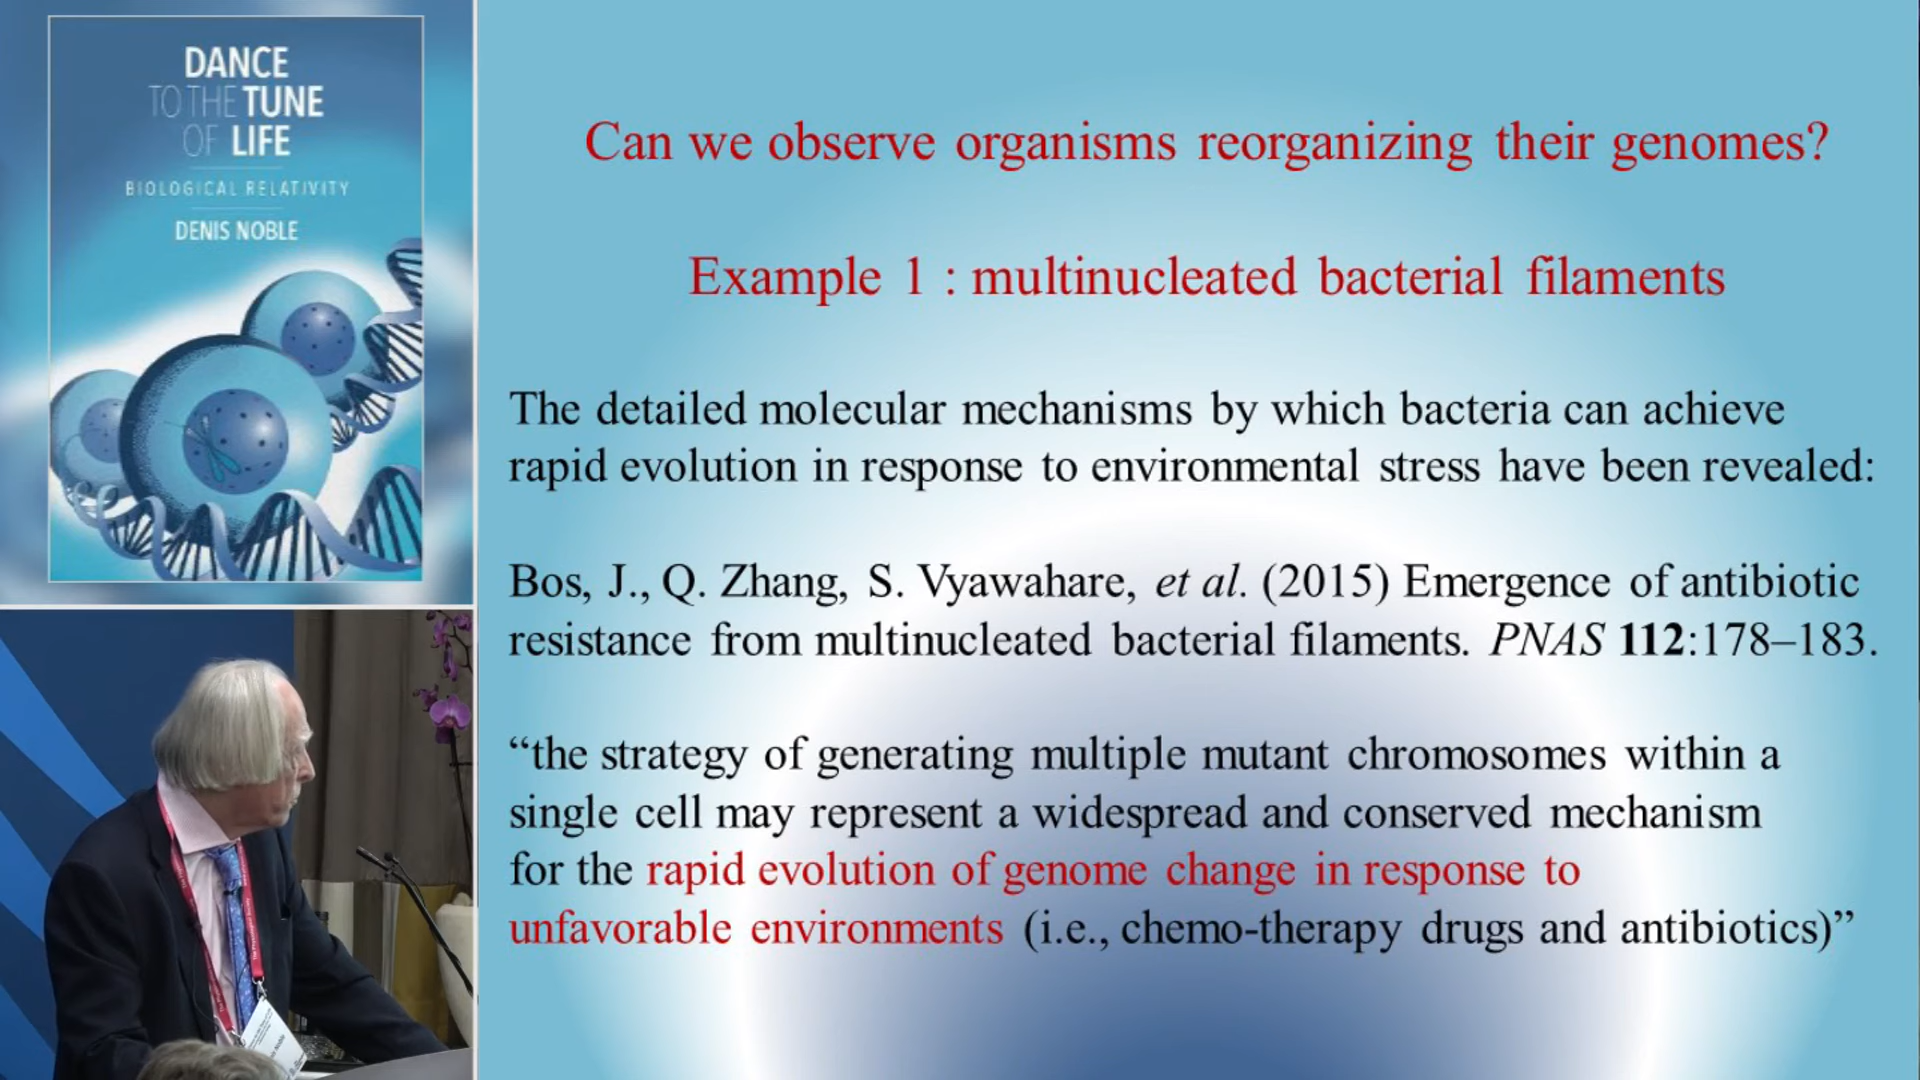 DANCE
TO THE TUNE
OF LIFE
BIOLOGICAL RELATIVITY
DENIS NOBLE
Can we observe organisms reorganizing their genomes?
Example 1 : multinucleated bacterial filaments
The detailed molecular mechanisms by which bacteria can achieve
rapid evolution in response to environmental stress have been revealed:
Bos, J., Q. Zhang, S. Vyawahare, et al. (2015) Emergence of antibiotic
resistance from multinucleated bacterial filaments. PNAS 112:178–183.
“the strategy of generating multiple mutant chromosomes within a
single cell may represent a widespread and conserved mechanism
for the rapid evolution of genome change in response to
unfavorable environments (i.e., chemo-therapy drugs and antibiotics)”